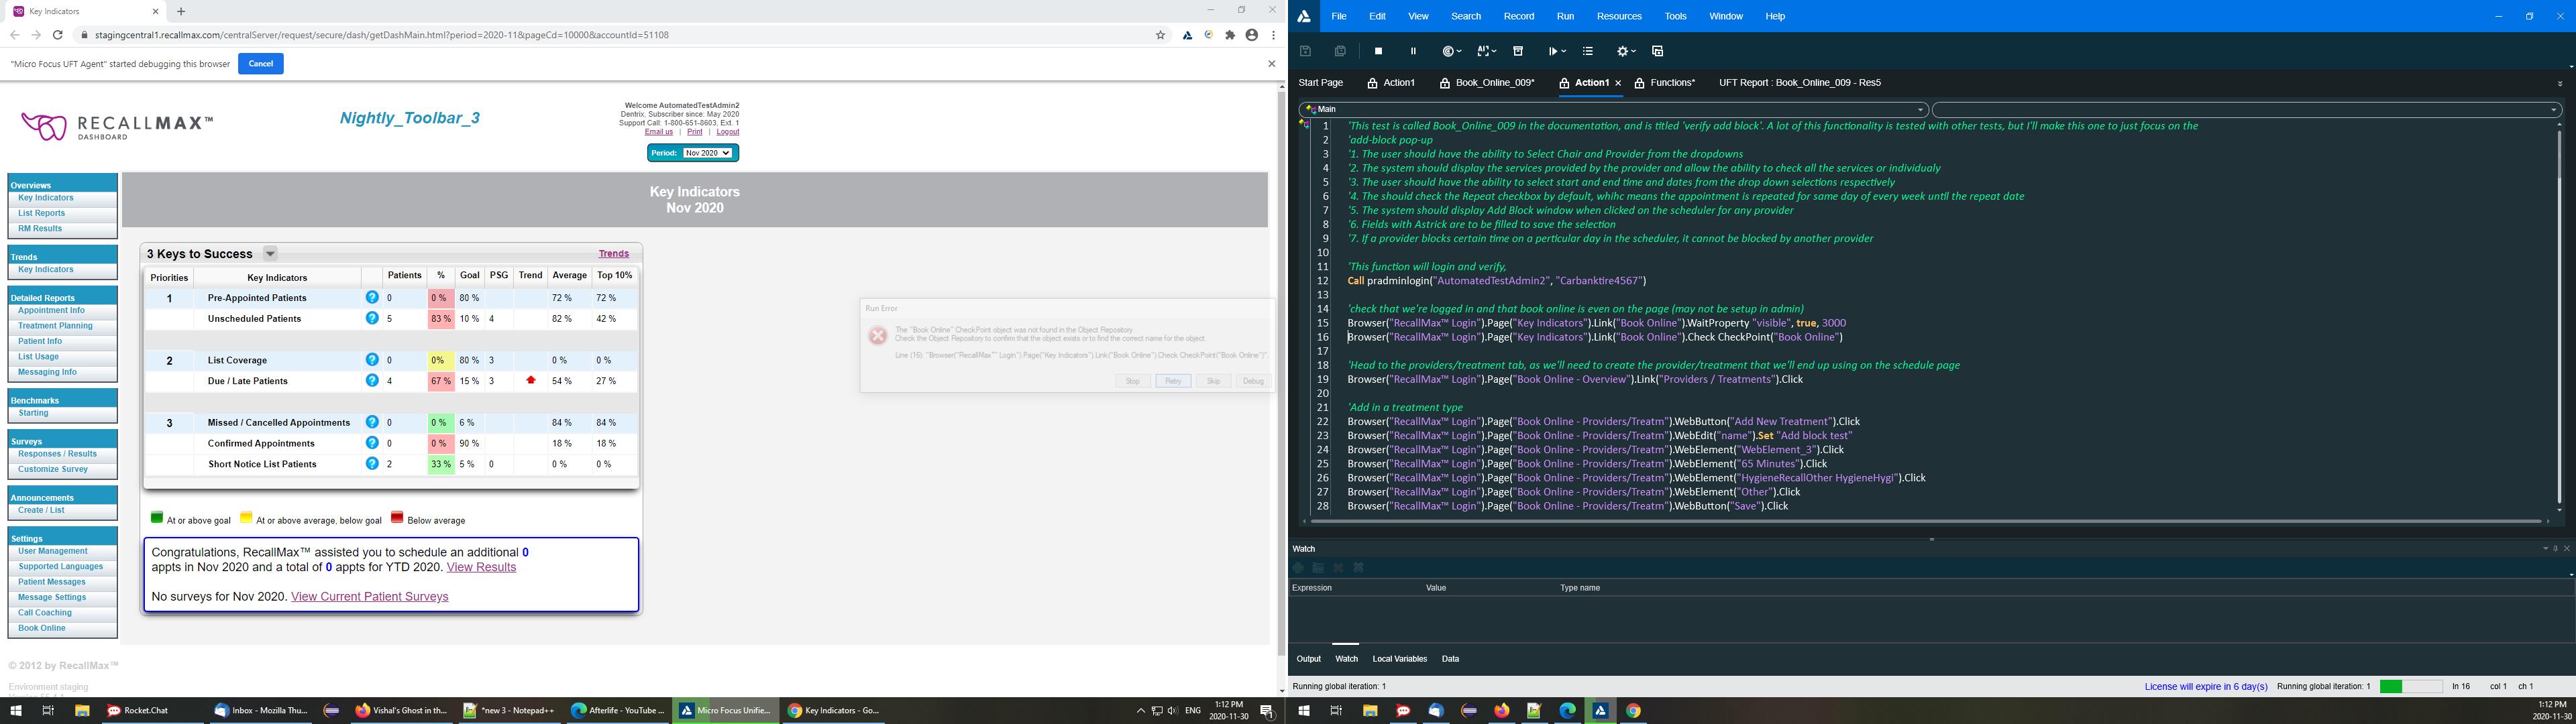 Key Indicators
stagingcentral1.recallmax.com/centralServer/request/secure/dash/getDashMain.html?period=2020-11&pageCd=10000&accountId=51108
"Micro Focus UFT Agent" started debugging this browser Cancel
RECALLMAX™
DASHBOARD
Nightly_Toolbar_3
Welcome AutomatedTestAdmin2
Dentrix, Subscriber since: May 2020
Support Call: 1-800-651-8603, Ext. 1
Email us | Print | Logout
Period: Nov 2020
Overviews
Key Indicators
List Reports
RM Results
Trends
Key Indicators
Detailed Reports
Appointment Info
Treatment Planning
Patient Info
List Usage
Messaging Info
Benchmarks
Starting
Surveys
Responses / Results
Customize Survey
Announcements
Create / List
Settings
User Management
Supported Languages
Patient Messages
Message Settings
Call Coaching
Book Online
Key Indicators
Nov 2020
3 Keys to Success Trends
Priorities Key Indicators Patients % Goal PSG Trend Average Top 10%
1 Pre-Appointed Patients ? 0 0 % 80 % 72 % 72 %
Unscheduled Patients ? 5 83 % 10 % 4 82 % 42 %
2 List Coverage ? 0 0% 80 % 3 0 % 0 %
Due / Late Patients ? 4 67 % 15 % 3 54 % 27 %
3 Missed / Cancelled Appointments ? 0 0 % 6 % 84 % 84 %
Confirmed Appointments ? 0 0 % 90 % 18 % 18 %
Short Notice List Patients ? 2 33 % 5 % 0 0 % 0 %
At or above goal At or above average, below goal Below average
Congratulations, RecallMax™ assisted you to schedule an additional 0
appts in Nov 2020 and a total of 0 appts for YTD 2020. View Results
No surveys for Nov 2020. View Current Patient Surveys
© 2012 by RecallMax™
Environment staging
Run Error
The "Book Online" CheckPoint object was not found in the Object Repository.
Check the Object Repository to confirm that the object exists or to find the correct name for the object.
Line (16): "Browser("RecallMax™ Login").Page("Key Indicators").Link("Book Online").Check CheckPoint("Book Online")".
Stop Retry Skip Debug
File Edit View Search Record Run Resources Tools Window Help
Start Page Action1 Book_Online_009* Action1 Functions* UFT Report : Book_Online_009 - Res5
Main
1 'This test is called Book_Online_009 in the documentation, and is titled 'verify add block'. A lot of this functionality is tested with other tests, but I'll make this one to just focus on the
2 'add-block pop-up
3 '1. The user should have the ability to Select Chair and Provider from the dropdowns
4 '2. The system should display the services provided by the provider and allow the ability to check all the services or individualy
5 '3. The user should have the ability to select start and end time and dates from the drop down selections respectively
6 '4. The should check the Repeat checkbox by default, whihc means the appointment is repeated for same day of every week until the repeat date
7 '5. The system should display Add Block window when clicked on the scheduler for any provider
8 '6. Fields with Astrick are to be filled to save the selection
9 '7. If a provider blocks certain time on a perticular day in the scheduler, it cannot be blocked by another provider
10
11 'This function will login and verify,
12 Call pradminlogin("AutomatedTestAdmin2", "Carbanktire4567")
13
14 'check that we're logged in and that book online is even on the page (may not be setup in admin)
15 Browser("RecallMax™ Login").Page("Key Indicators").Link("Book Online").WaitProperty "visible", true, 3000
16 Browser("RecallMax™ Login").Page("Key Indicators").Link("Book Online").Check CheckPoint("Book Online")
17
18 'Head to the providers/treatment tab, as we'll need to create the provider/treatment that we'll end up using on the schedule page
19 Browser("RecallMax™ Login").Page("Book Online - Overview").Link("Providers / Treatments").Click
20
21 'Add in a treatment type
22 Browser("RecallMax™ Login").Page("Book Online - Providers/Treatm").WebButton("Add New Treatment").Click
23 Browser("RecallMax™ Login").Page("Book Online - Providers/Treatm").WebEdit("name").Set "Add block test"
24 Browser("RecallMax™ Login").Page("Book Online - Providers/Treatm").WebElement("WebElement_3").Click
25 Browser("RecallMax™ Login").Page("Book Online - Providers/Treatm").WebElement("65 Minutes").Click
26 Browser("RecallMax™ Login").Page("Book Online - Providers/Treatm").WebElement("HygieneRecallOther HygieneHygi").Click
27 Browser("RecallMax™ Login").Page("Book Online - Providers/Treatm").WebElement("Other").Click
28 Browser("RecallMax™ Login").Page("Book Online - Providers/Treatm").WebButton("Save").Click
Watch
Expression Value Type name
Output Watch Local Variables Data
Running global iteration: 1 License will expire in 6 day(s) Running global iteration: 1 ln 16 col 1 ch 1
Rocket.Chat Inbox - Mozilla Thu... Vishal's Ghost in th... *new 3 - Notepad++ Afterlife - YouTube ... Micro Focus Unifie... Key Indicators - Go... ENG 1:12 PM
2020-11-30
1:12 PM
2020-11-30